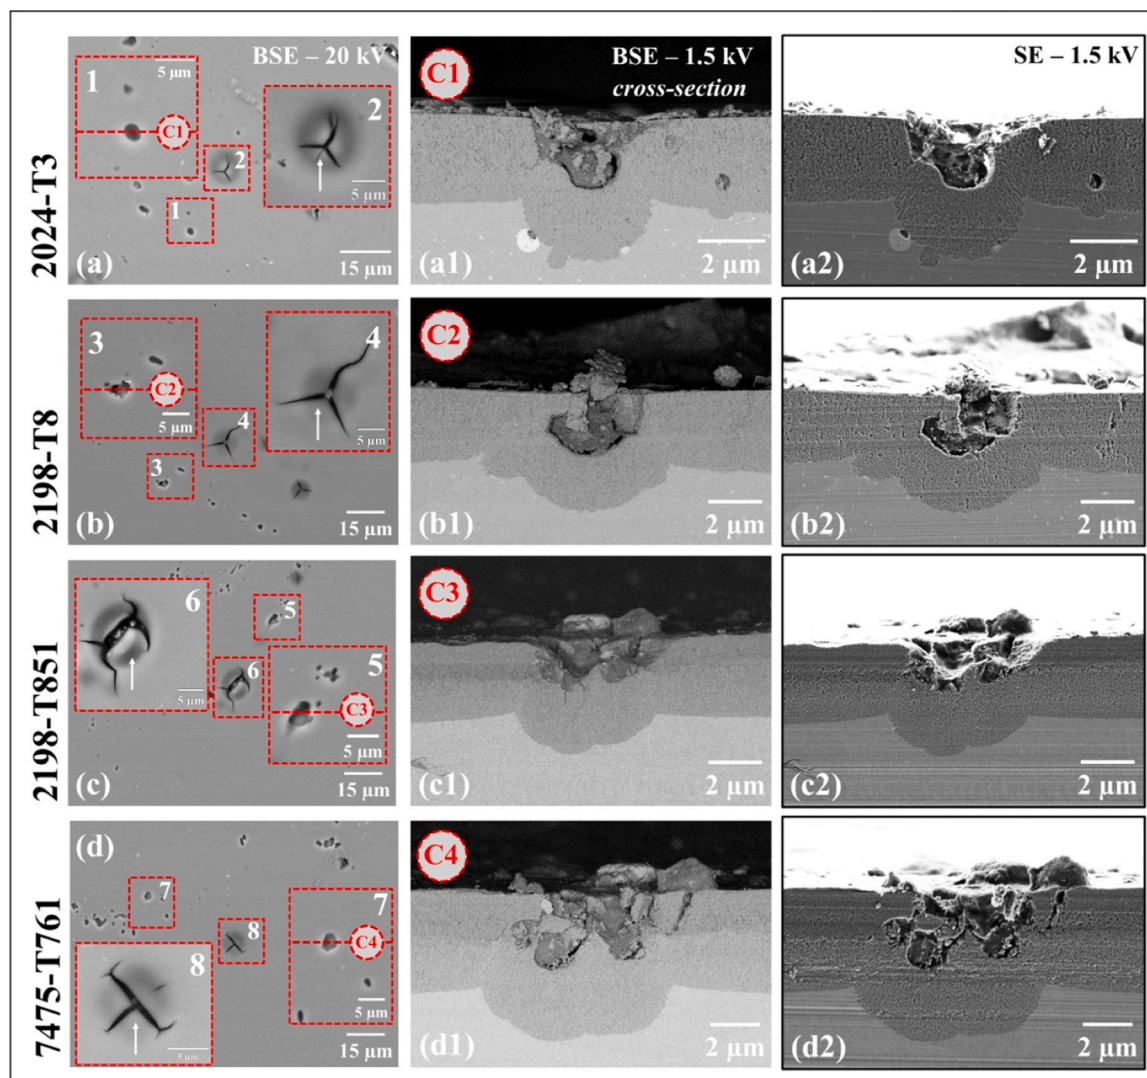 2024-T3
BSE – 20 kV
1
5 μm
C1
2
5 μm
2
1
15 μm
(a)
C1
BSE – 1.5 kV
cross-section
2 μm
(a1)
SE – 1.5 kV
2 μm
(a2)
2198-T8
3
C2
5 μm
4
5 μm
4
3
15 μm
(b)
C2
2 μm
(b1)
2 μm
(b2)
2198-T851
6
5 μm
5
6
5
C3
5 μm
15 μm
(c)
C3
2 μm
(c1)
2 μm
(c2)
7475-T761
(d)
7
8
7
C4
5 μm
8
5 μm
15 μm
C4
2 μm
(d1)
2 μm
(d2)